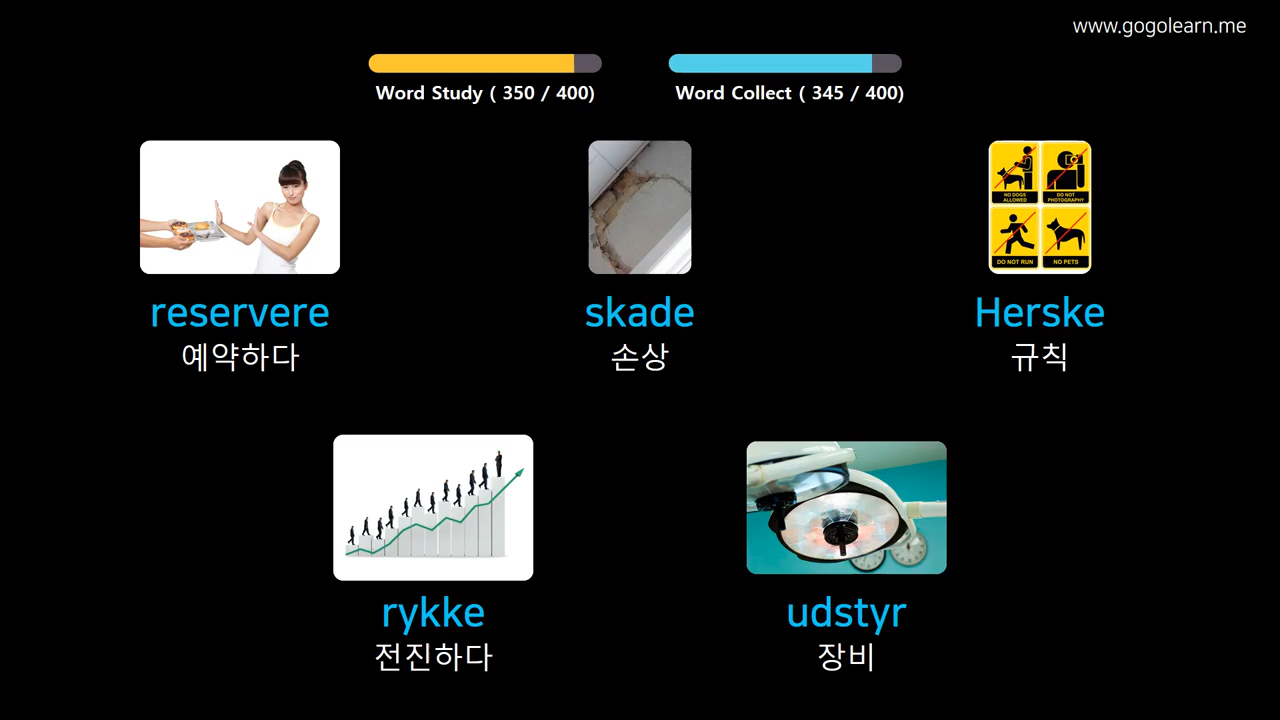 www.gogolearn.me
Word Study ( 350 / 400)
Word Collect ( 345 / 400)
NO DOGS
ALLOWED
DO NOT
PHOTOGRAPHY
DO NOT RUN
NO PETS
reservere
예약하다
skade
손상
Herske
규칙
rykke
전진하다
udstyr
장비